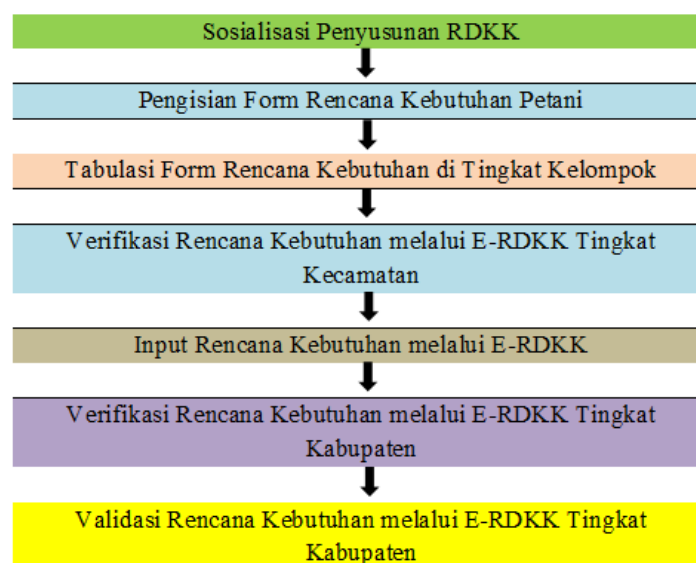 Sosialisasi Penyusunan RDKK
Pengisian Form Rencana Kebutuhan Petani
Tabulasi Form Rencana Kebutuhan di Tingkat Kelompok
Verifikasi Rencana Kebutuhan melalui E-RDKK Tingkat
Kecamatan
Input Rencana Kebutuhan melalui E-RDKK
Verifikasi Rencana Kebutuhan melalui E-RDKK Tingkat
Kabupaten
Validasi Rencana Kebutuhan melalui E-RDKK Tingkat
Kabupaten